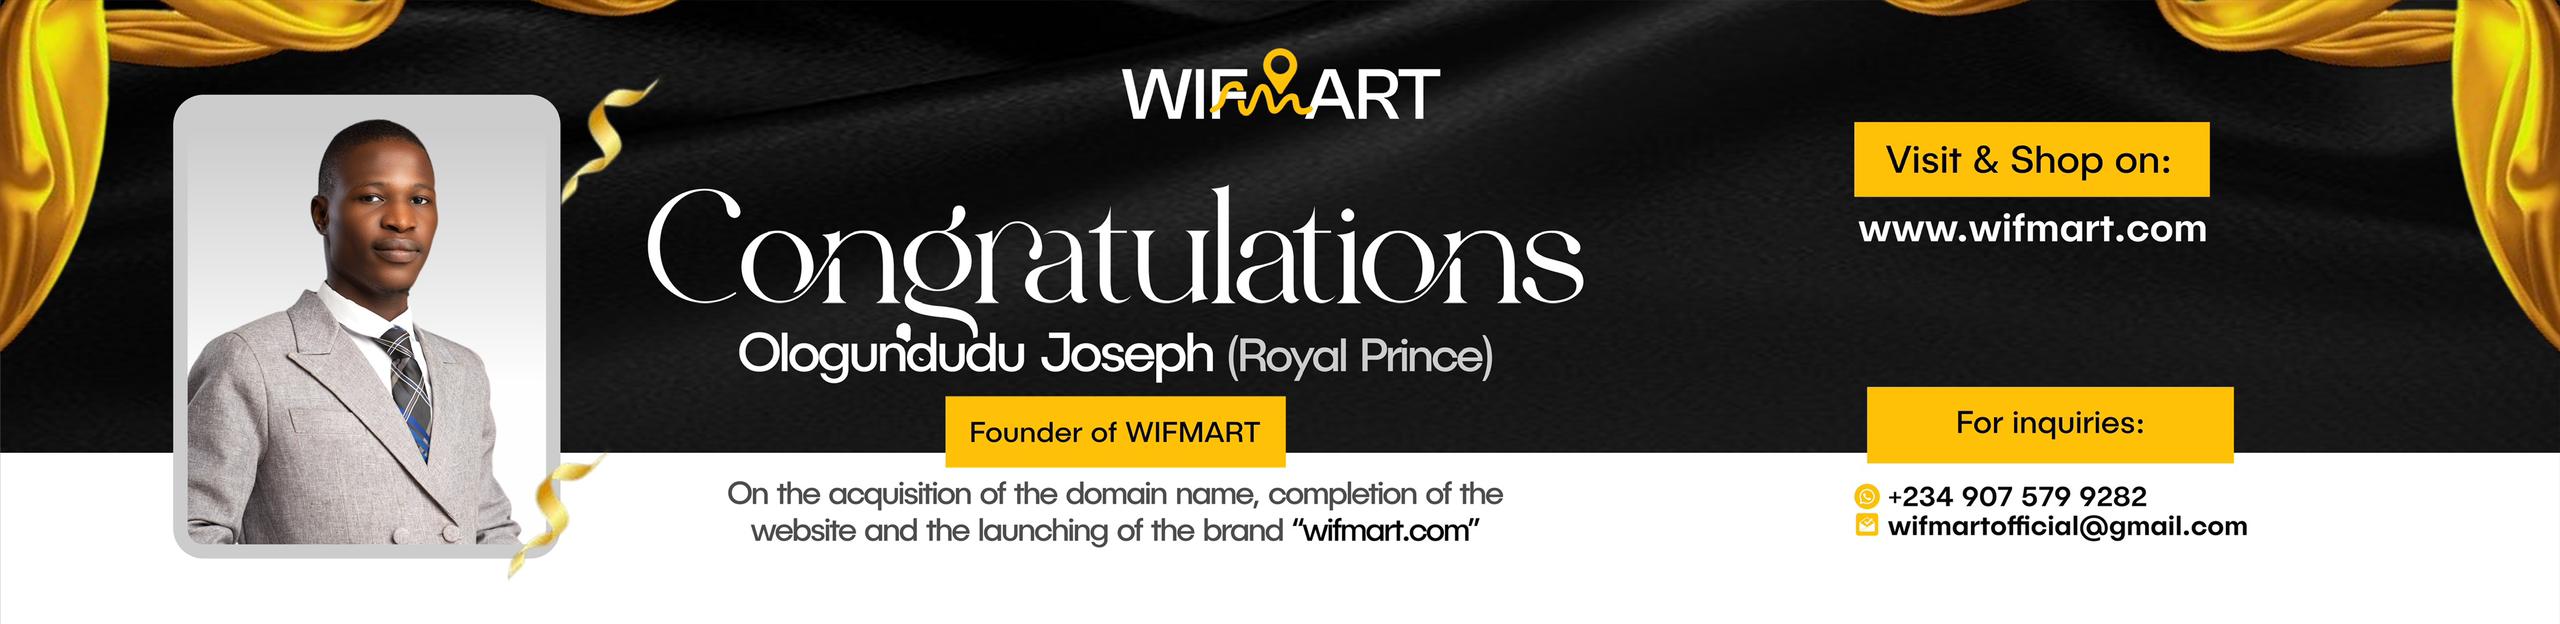 WIFMART
Congratulations
Ologundudu Joseph (Royal Prince)
Founder of WIFMART
On the acquisition of the domain name, completion of the
website and the launching of the brand “wifmart.com”
Visit & Shop on:
www.wifmart.com
For inquiries:
+234 907 579 9282
wifmartofficial@gmail.com